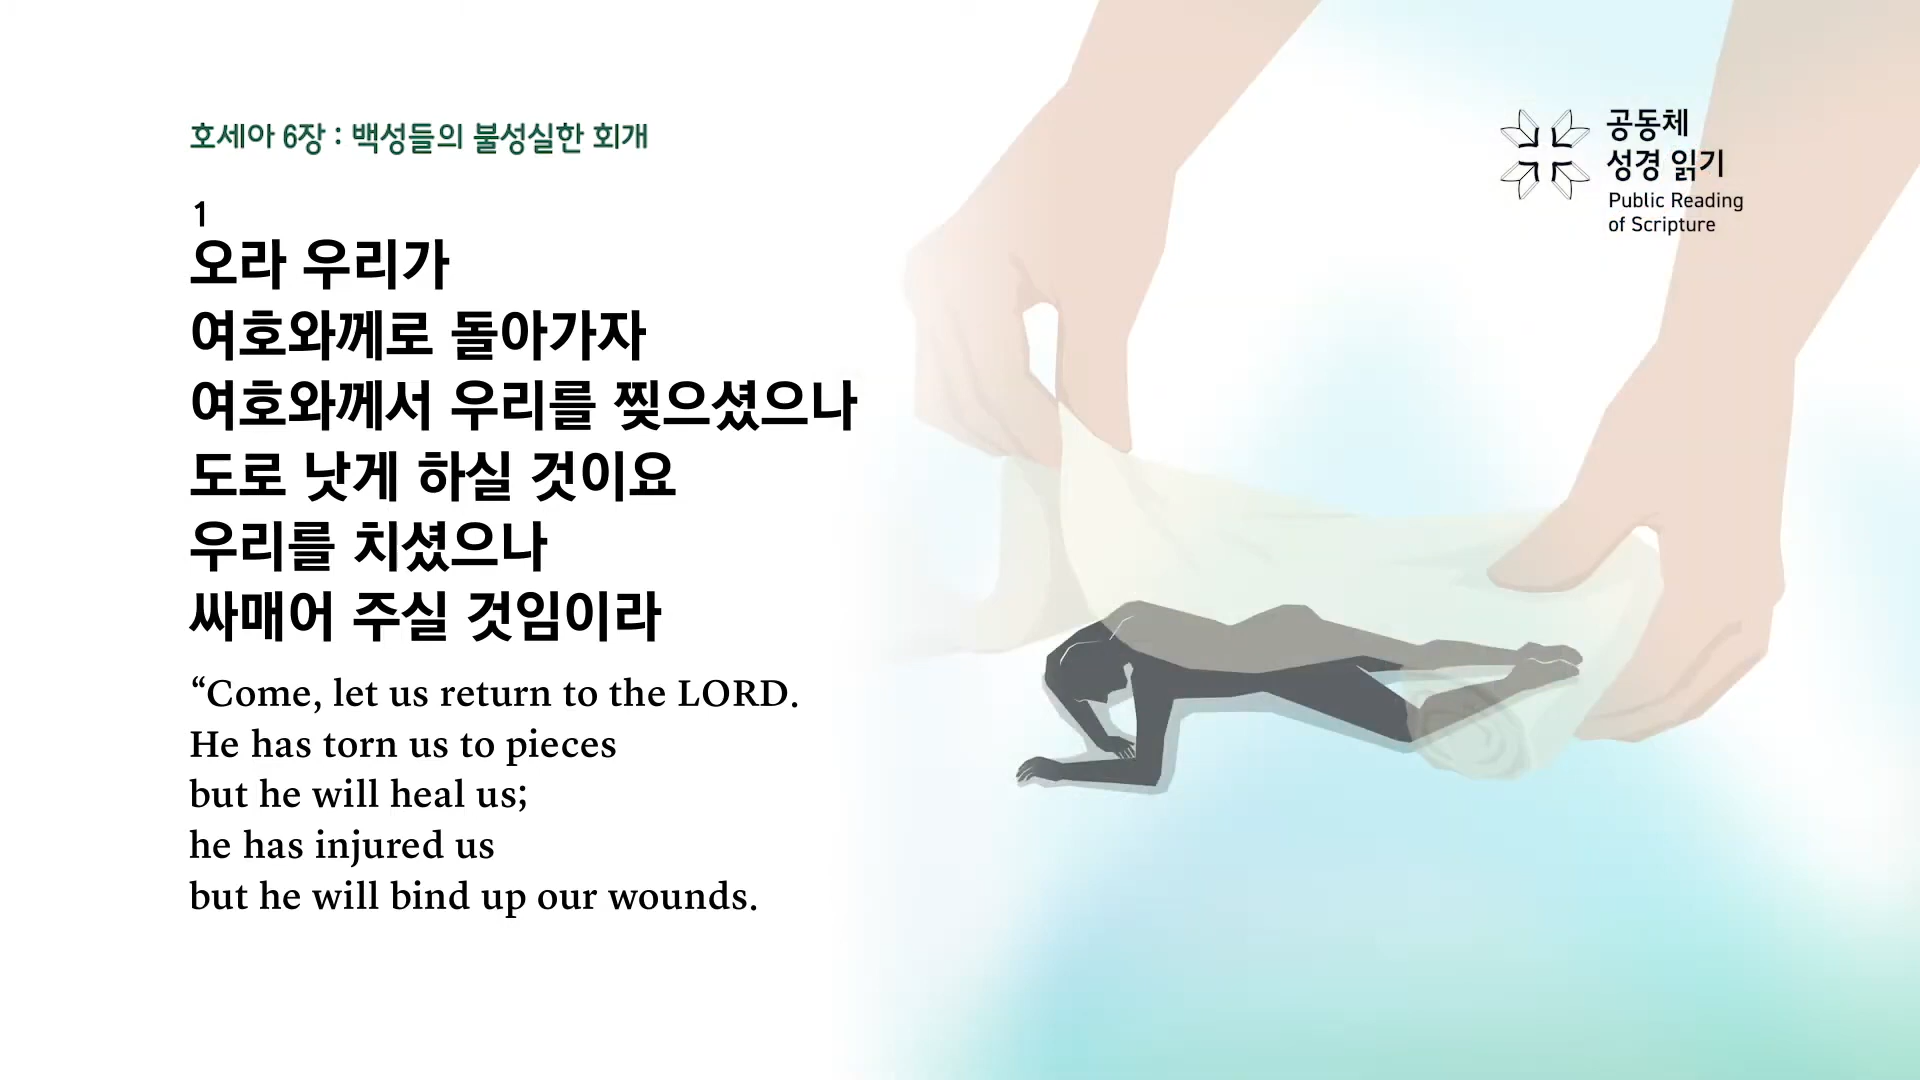 호세아 6장 : 백성들의 불성실한 회개
1
오라 우리가
여호와께로 돌아가자
여호와께서 우리를 찢으셨으나
도로 낫게 하실 것이요
우리를 치셨으나
싸매어 주실 것임이라
“Come, let us return to the LORD.
He has torn us to pieces
but he will heal us;
he has injured us
but he will bind up our wounds.
공동체
성경 읽기
Public Reading
of Scripture